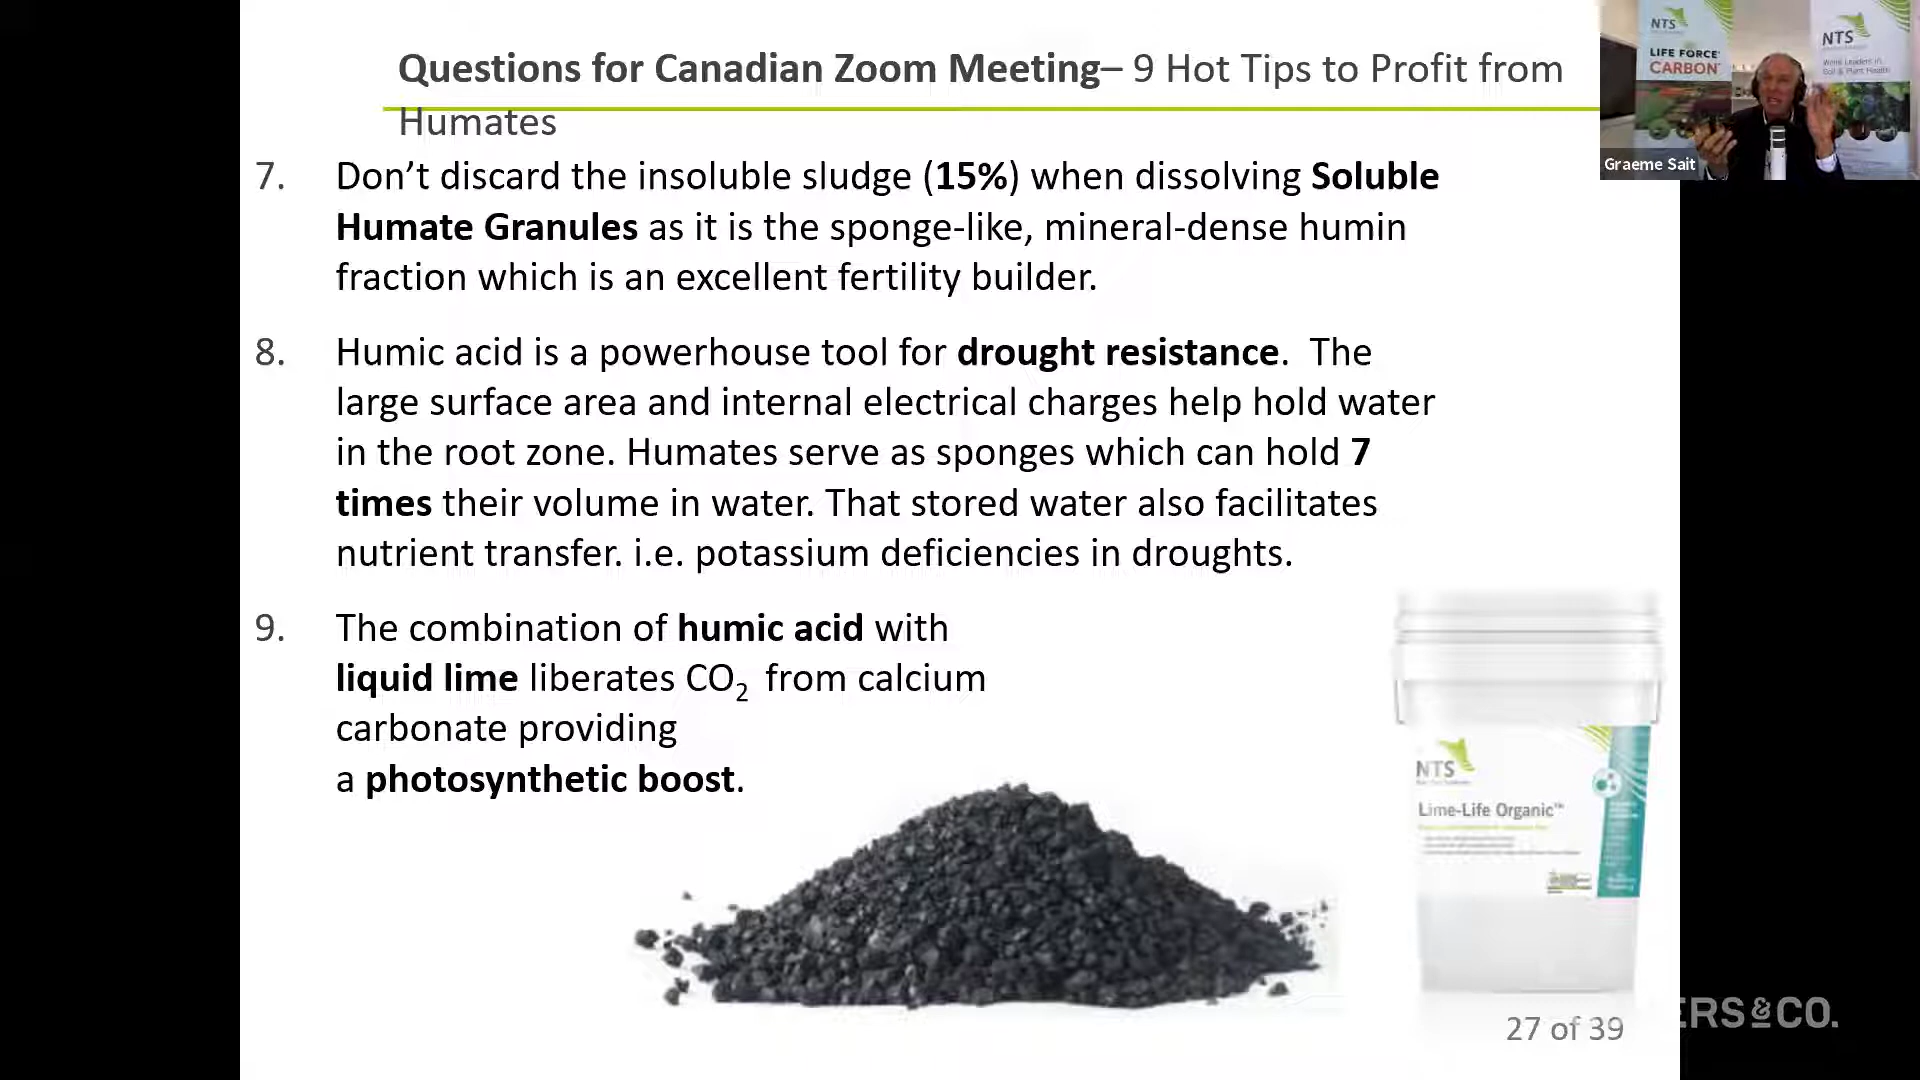 Questions for Canadian Zoom Meeting– 9 Hot Tips to Profit from
Humates
7. Don’t discard the insoluble sludge (15%) when dissolving Soluble
Humate Granules as it is the sponge-like, mineral-dense humin
fraction which is an excellent fertility builder.
8. Humic acid is a powerhouse tool for drought resistance. The
large surface area and internal electrical charges help hold water
in the root zone. Humates serve as sponges which can hold 7
times their volume in water. That stored water also facilitates
nutrient transfer. i.e. potassium deficiencies in droughts.
9. The combination of humic acid with
liquid lime liberates CO₂ from calcium
carbonate providing
a photosynthetic boost.
NTS
Lime-Life Organic™
27 of 39
ERS&CO.
NTS
LIFE FORCE
CARBON
NTS
Soil & Plant Health
Graeme Sait